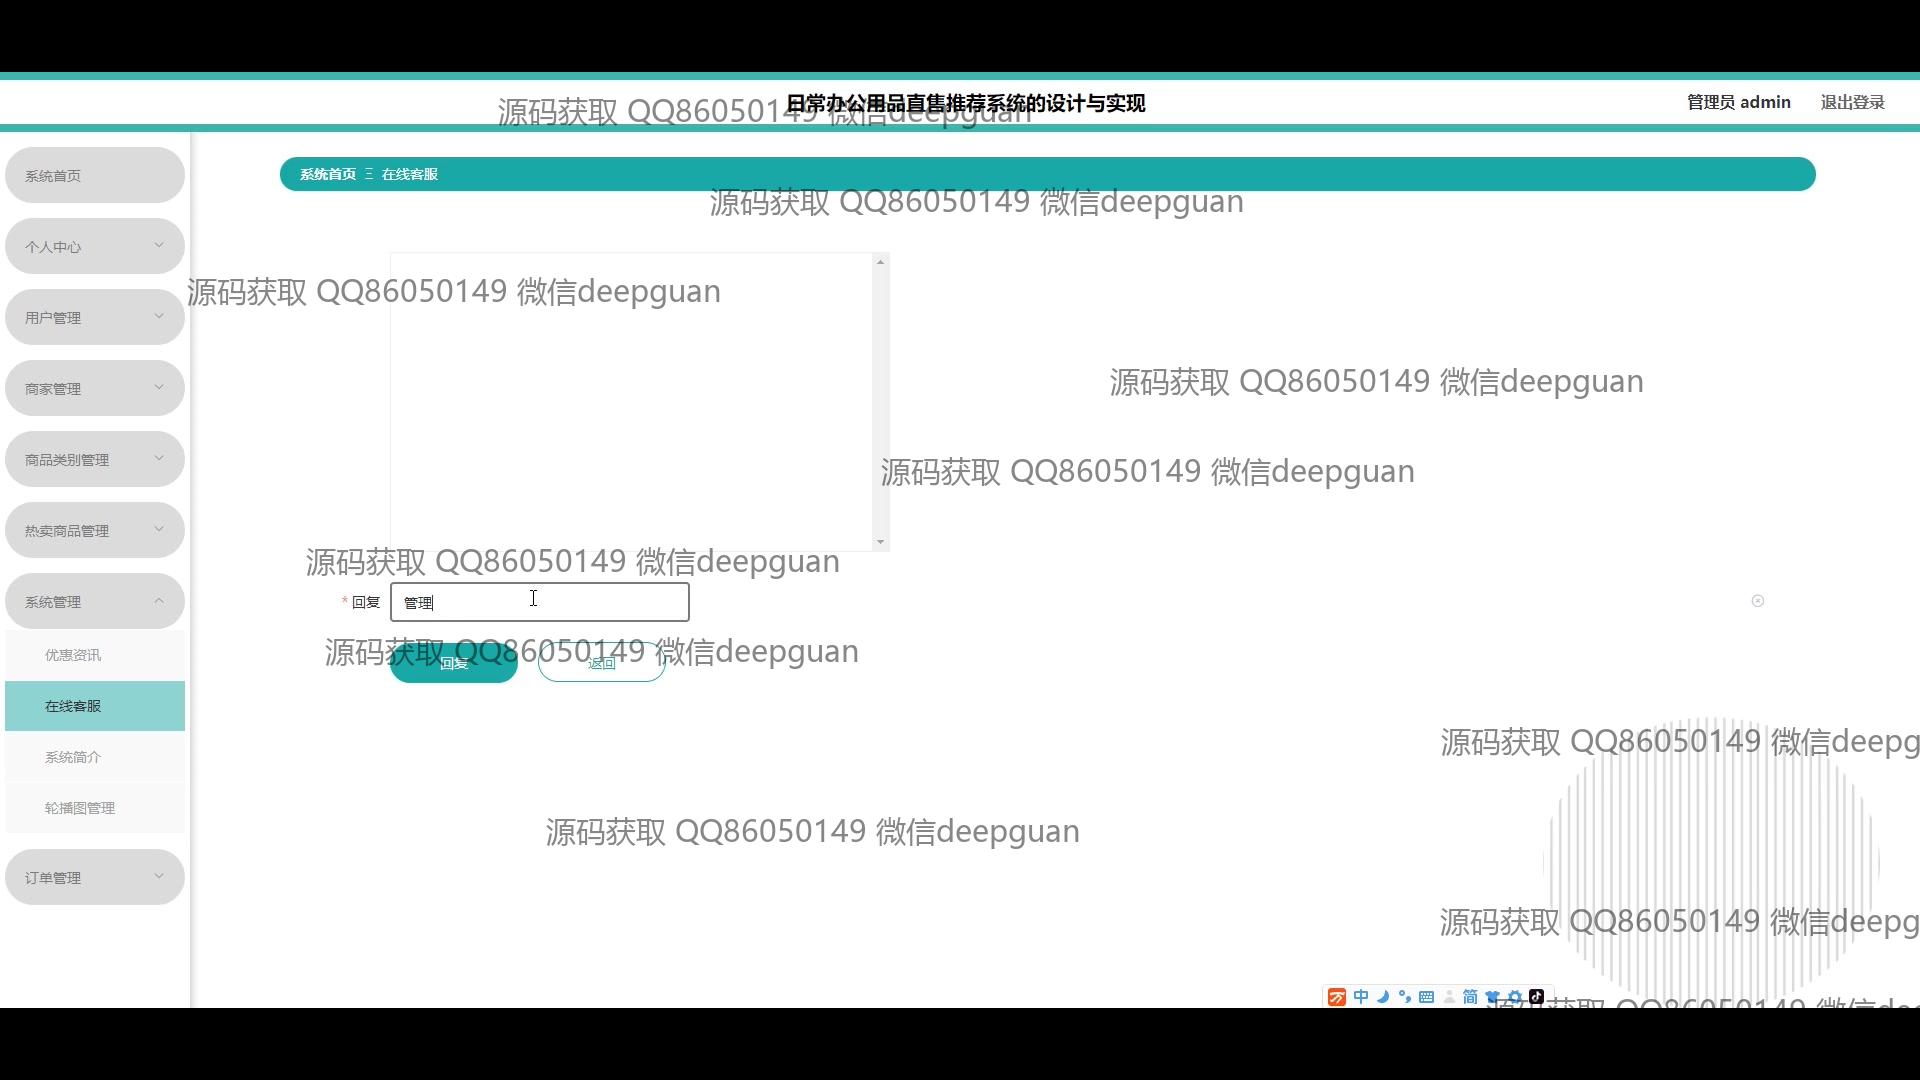 日常办公用品直售推荐系统的设计与实现
管理员 admin
退出登录
源码获取 QQ86050149 微信deepguan
系统首页
系统首页 Ξ 在线客服
源码获取 QQ86050149 微信deepguan
个人中心
源码获取 QQ86050149 微信deepguan
用户管理
商家管理
源码获取 QQ86050149 微信deepguan
商品类别管理
源码获取 QQ86050149 微信deepguan
热卖商品管理
源码获取 QQ86050149 微信deepguan
系统管理
* 回复
管理
优惠资讯
源码获取 QQ86050149 微信deepguan
回复
返回
在线客服
系统简介
源码获取 QQ86050149 微信deepg
轮播图管理
源码获取 QQ86050149 微信deepguan
订单管理
源码获取 QQ86050149 微信deepg
中
简
源码获取 QQ86050149 微信dee